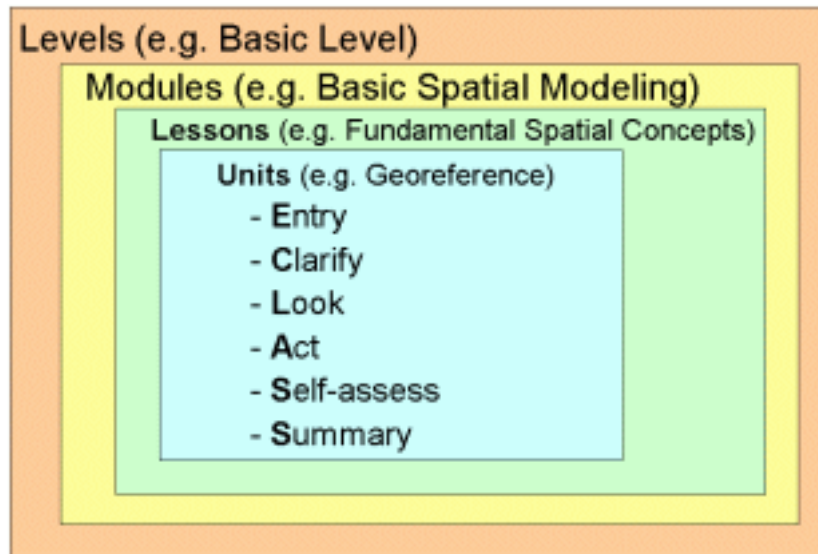 Levels (e.g. Basic Level)
Modules (e.g. Basic Spatial Modeling)
Lessons (e.g. Fundamental Spatial Concepts)
Units (e.g. Georeference)
- Entry
- Clarify
- Look
- Act
- Self-assess
- Summary